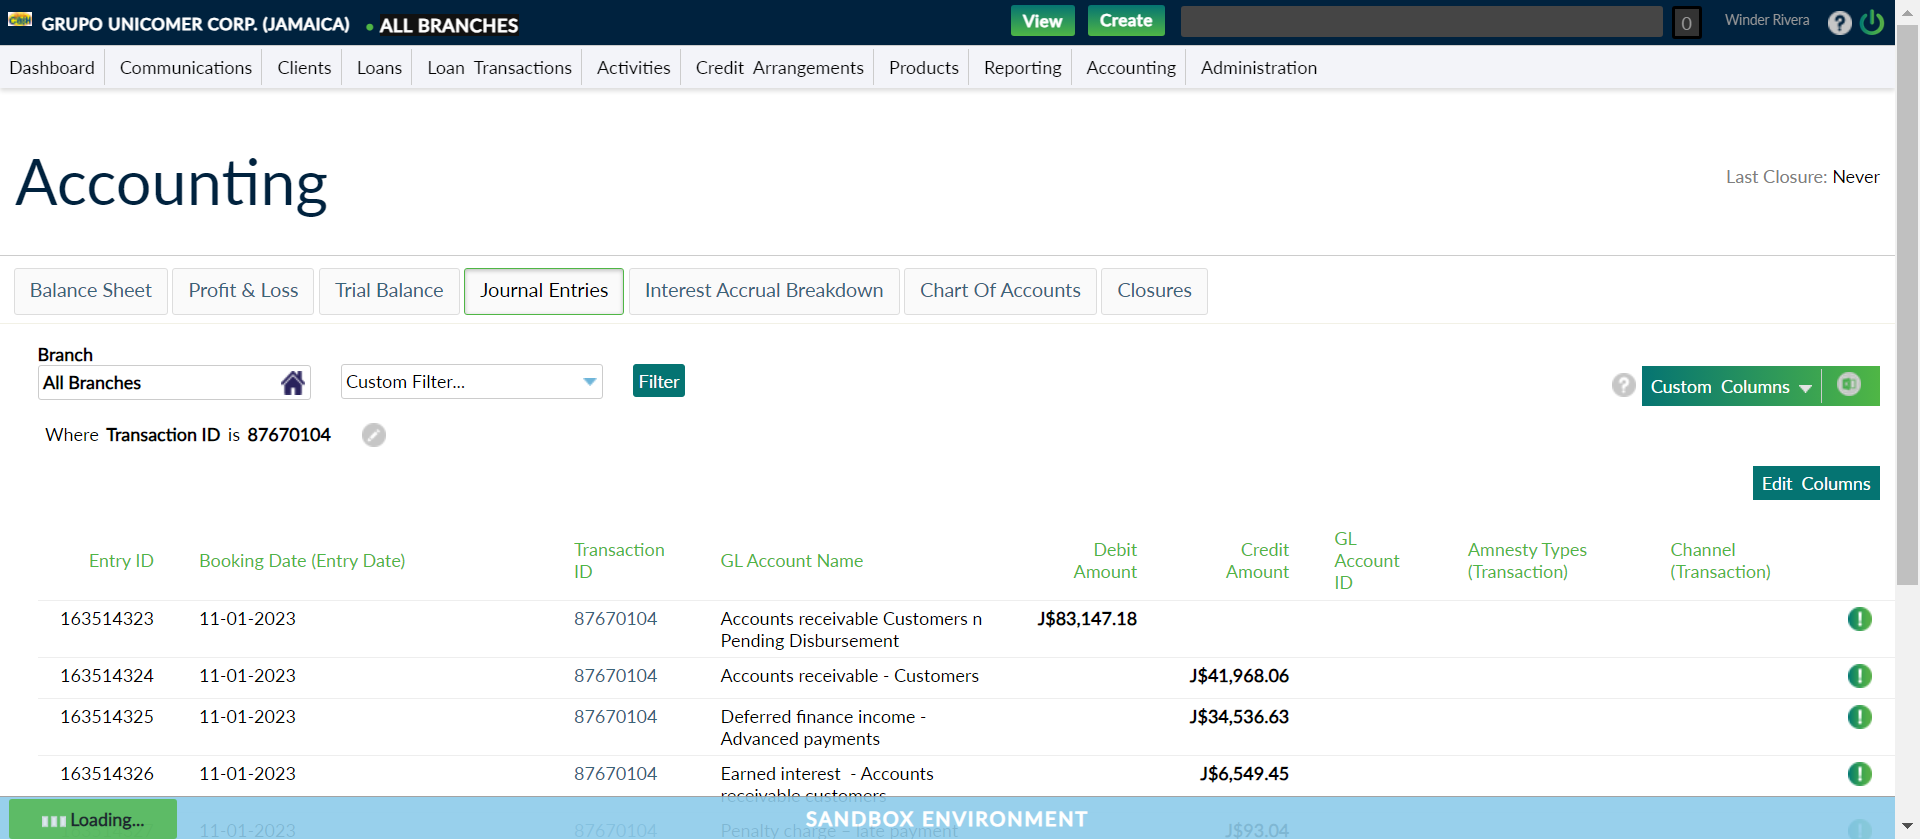 Cash
GRUPO UNICOMER CORP. (JAMAICA) ALL BRANCHES View Create 0 Winder Rivera ?
Dashboard Communications Clients Loans Loan Transactions Activities Credit Arrangements Products Reporting Accounting Administration
Accounting
Last Closure: Never
Balance Sheet Profit & Loss Trial Balance Journal Entries Interest Accrual Breakdown Chart Of Accounts Closures
Branch
All Branches Custom Filter... Filter ? Custom Columns
Where Transaction ID is 87670104
Edit Columns
Entry ID Booking Date (Entry Date) Transaction ID GL Account Name Debit Amount Credit Amount GL Account ID Amnesty Types (Transaction) Channel (Transaction)
163514323 11-01-2023 87670104 Accounts receivable Customers n J$83,147.18 !
Pending Disbursement
163514324 11-01-2023 87670104 Accounts receivable - Customers J$41,968.06 !
163514325 11-01-2023 87670104 Deferred finance income - J$34,536.63 !
Advanced payments
163514326 11-01-2023 87670104 Earned interest - Accounts J$6,549.45 !
receivable customers
Loading... SANDBOX ENVIRONMENT
11-01-2023 87670104 Penalty charge – late payment J$93.04